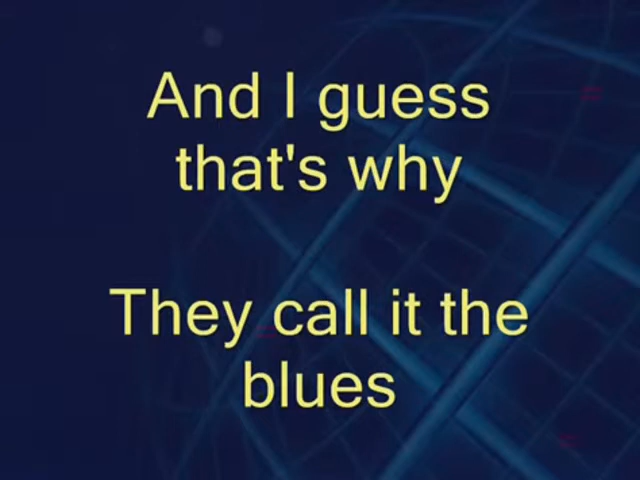 And I guess
that's why
They call it the
blues